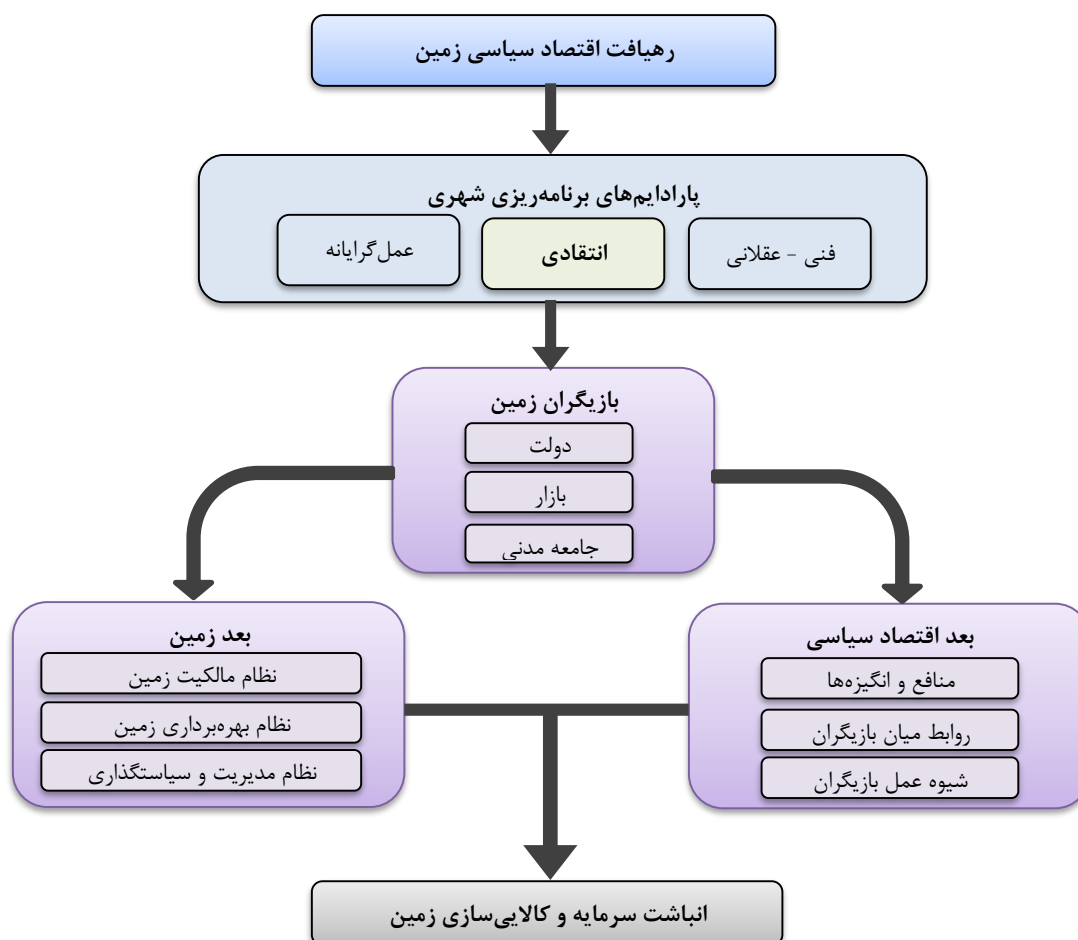 رهیافت اقتصاد سیاسی زمین
پارادایم‌های برنامه‌ریزی شهری
فنی - عقلانی
انتقادی
عمل‌گرایانه
بازیگران زمین
دولت
بازار
جامعه مدنی
بعد اقتصاد سیاسی
منافع و انگیزه‌ها
روابط میان بازیگران
شیوه عمل بازیگران
بعد زمین
نظام مالکیت زمین
نظام بهره‌برداری زمین
نظام مدیریت و سیاستگذاری
انباشت سرمایه و کالایی‌سازی زمین